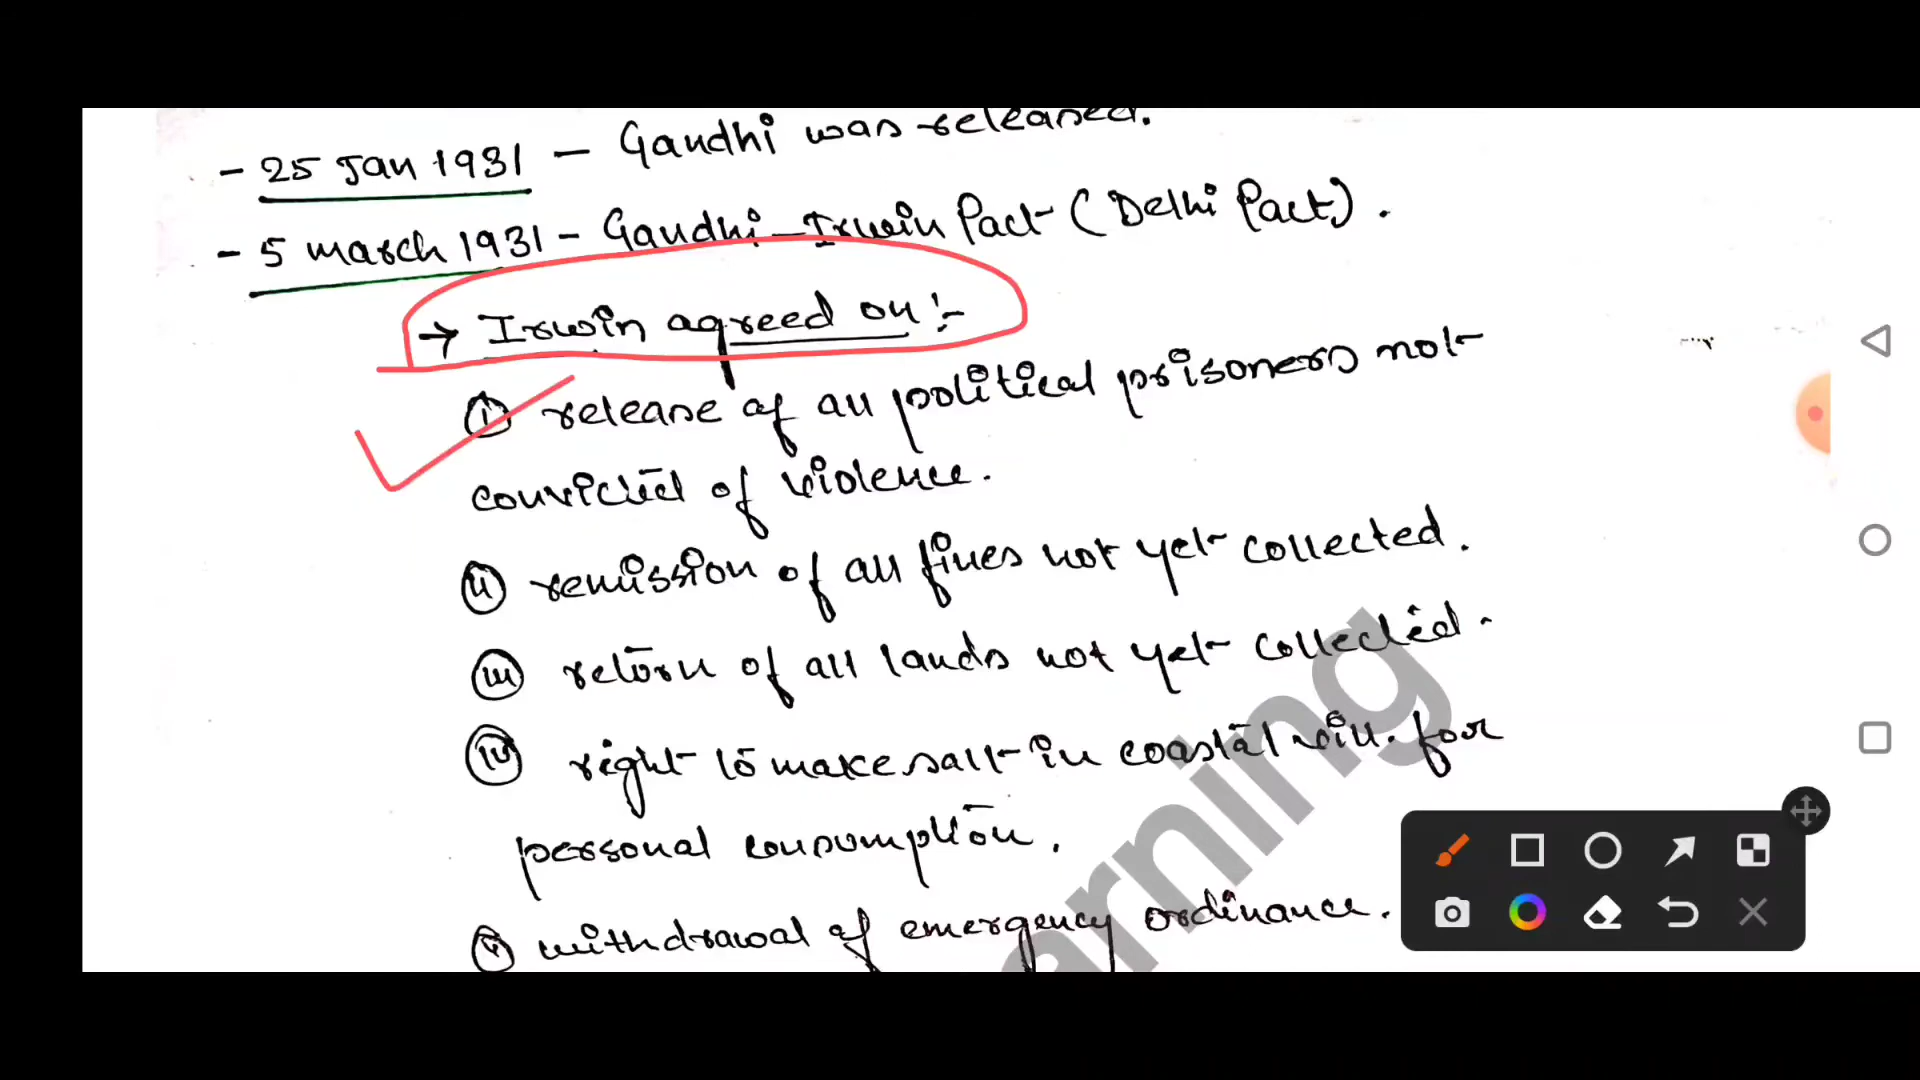 - 25 Jan 1931 - Gandhi was released.
- 5 march 1931 - Gandhi-Irwin Pact (Delhi Pact).
→ Irwin agreed on :-
(i) release of all political prisoners not
convicted of violence.
(ii) remission of all fines not yet collected.
(iii) return of all lands not yet collected.
(iv) right to make salt in coastal vill. for
personal consumption.
(v) withdrawal of emergency ordinance.
arning